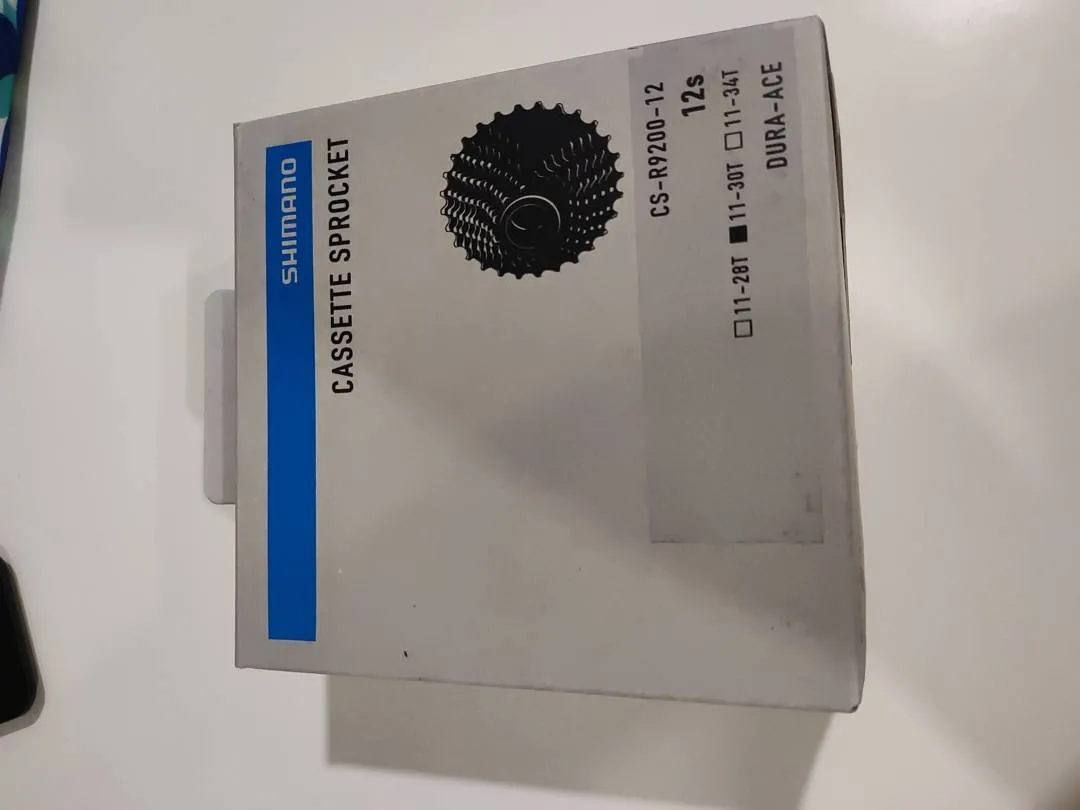 SHIMANO
CASSETTE SPROCKET
CS-R9200-12
12s
□11-28T ■11-30T □11-34T
DURA-ACE